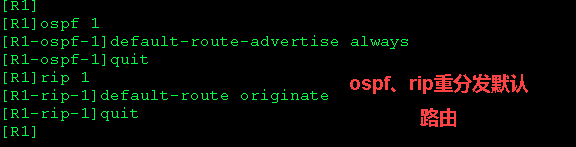 [R1]
[R1]ospf 1
[R1-ospf-1]default-route-advertise always
[R1-ospf-1]quit
[R1]rip 1
[R1-rip-1]default-route originate
[R1-rip-1]quit
[R1]
ospf、rip重分发默认
路由